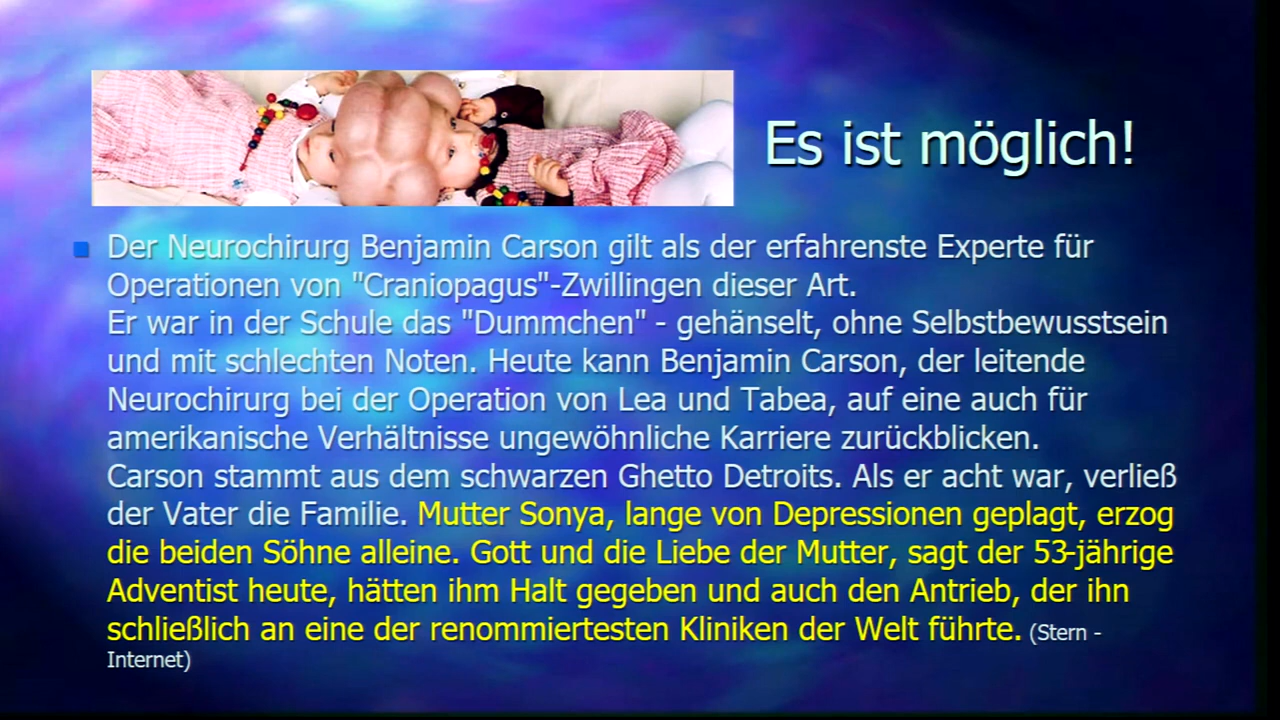 Es ist möglich!
Der Neurochirurg Benjamin Carson gilt als der erfahrenste Experte für
Operationen von "Craniopagus"-Zwillingen dieser Art.
Er war in der Schule das "Dummchen" - gehänselt, ohne Selbstbewusstsein
und mit schlechten Noten. Heute kann Benjamin Carson, der leitende
Neurochirurg bei der Operation von Lea und Tabea, auf eine auch für
amerikanische Verhältnisse ungewöhnliche Karriere zurückblicken.
Carson stammt aus dem schwarzen Ghetto Detroits. Als er acht war, verließ
der Vater die Familie. Mutter Sonya, lange von Depressionen geplagt, erzog
die beiden Söhne alleine. Gott und die Liebe der Mutter, sagt der 53-jährige
Adventist heute, hätten ihm Halt gegeben und auch den Antrieb, der ihn
schließlich an eine der renommiertesten Kliniken der Welt führte. (Stern -
Internet)